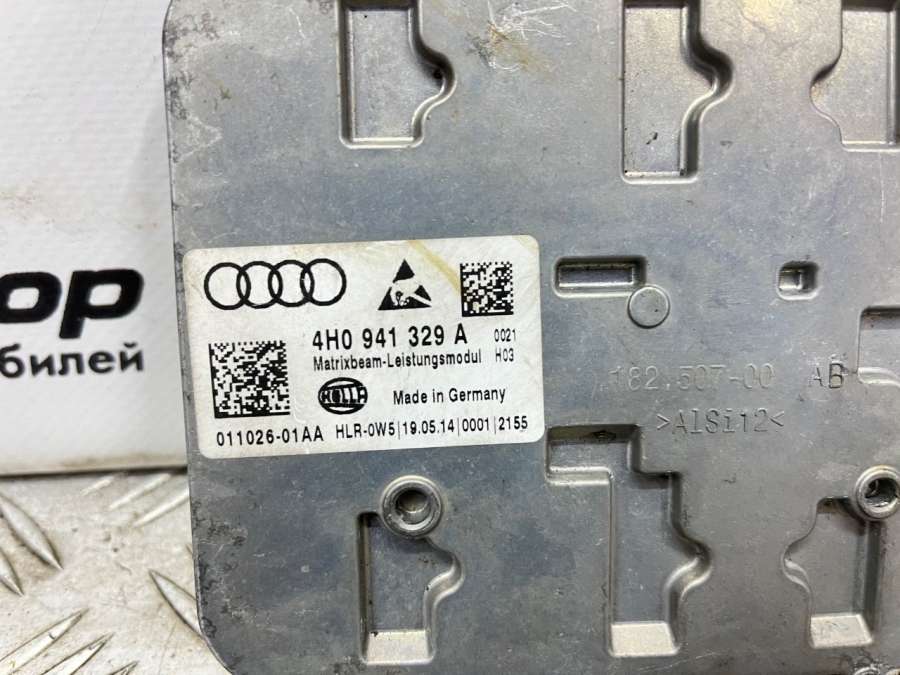 ор
билей
4H0 941 329 A
0021
Matrixbeam-Leistungsmodul
H03
HELLA
Made in Germany
011026-01AA
HLR-0W5|19.05.14|0001|2155
182.507-00 AB
>AlSi12<